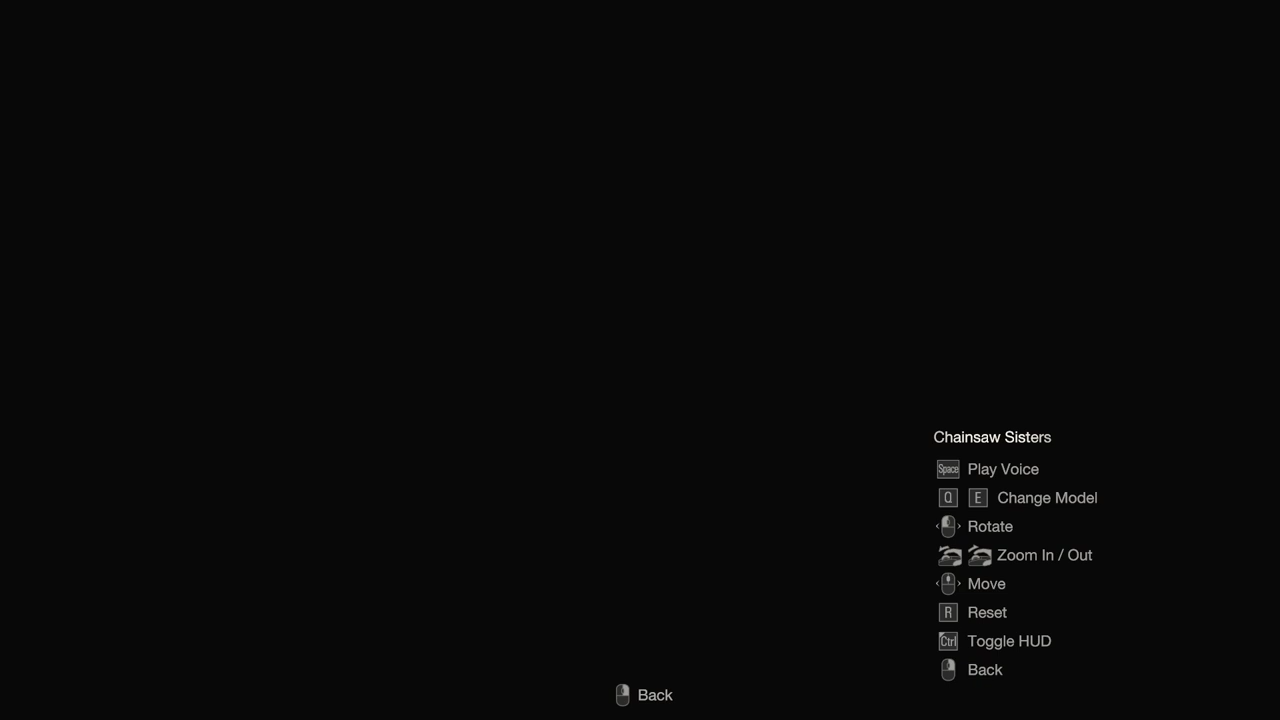 Chainsaw Sisters
Space Play Voice
Q E Change Model
Rotate
Zoom In / Out
Move
R Reset
Ctrl Toggle HUD
Back
Back